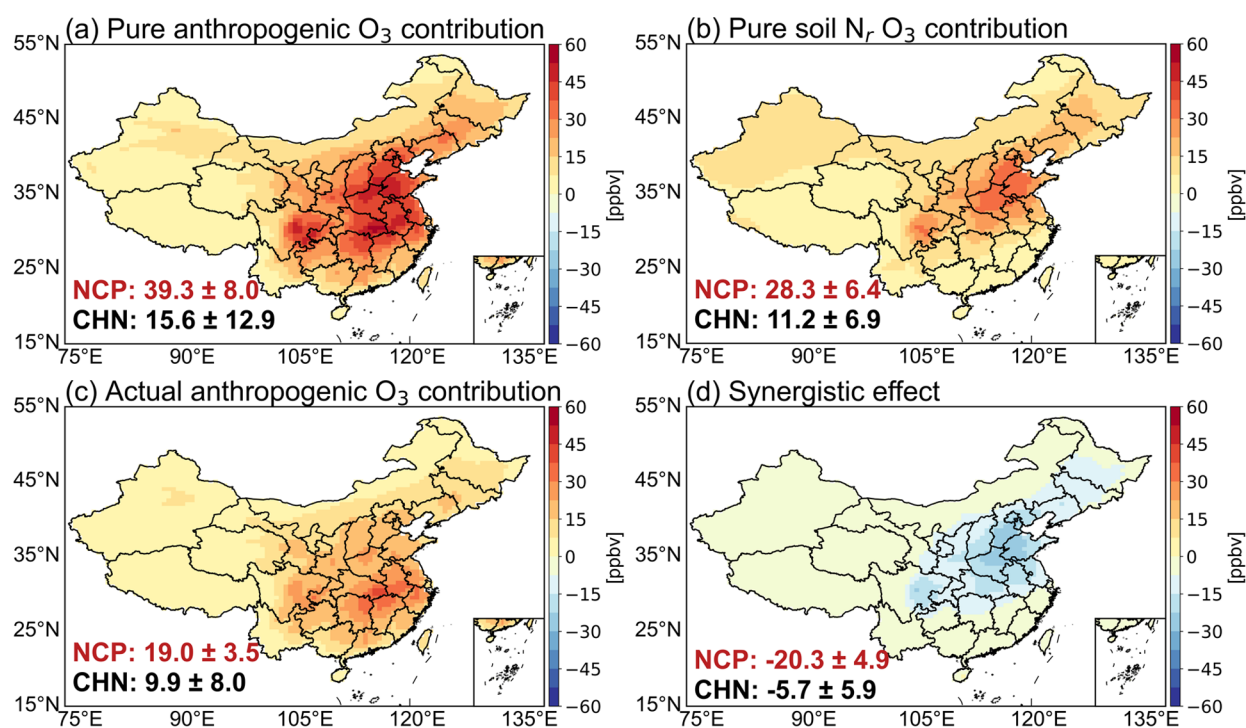 (a) Pure anthropogenic O₃ contribution
55°N
45°N
35°N
25°N
15°N
75°E 90°E 105°E 120°E 135°E
NCP: 39.3 ± 8.0
CHN: 15.6 ± 12.9
60
45
30
15
0
−15
−30
−45
−60
[ppbv]
(b) Pure soil Nᵣ O₃ contribution
55°N
45°N
35°N
25°N
15°N
75°E 90°E 105°E 120°E 135°E
NCP: 28.3 ± 6.4
CHN: 11.2 ± 6.9
60
45
30
15
0
−15
−30
−45
−60
[ppbv]
(c) Actual anthropogenic O₃ contribution
55°N
45°N
35°N
25°N
15°N
75°E 90°E 105°E 120°E 135°E
NCP: 19.0 ± 3.5
CHN: 9.9 ± 8.0
60
45
30
15
0
−15
−30
−45
−60
[ppbv]
(d) Synergistic effect
55°N
45°N
35°N
25°N
15°N
75°E 90°E 105°E 120°E 135°E
NCP: -20.3 ± 4.9
CHN: -5.7 ± 5.9
60
45
30
15
0
−15
−30
−45
−60
[ppbv]